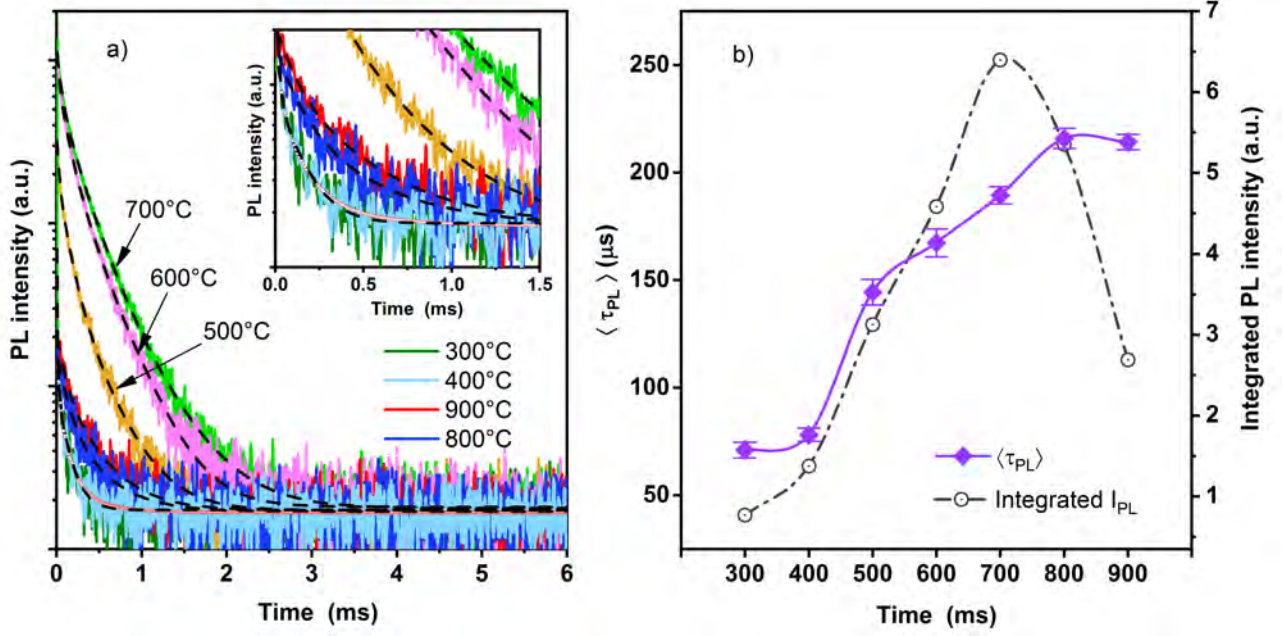 a)
PL intensity (a.u.)
700°C
600°C
500°C
300°C
400°C
900°C
800°C
0 1 2 3 4 5 6
Time (ms)
PL intensity (a.u.)
0.0 0.5 1.0 1.5
Time (ms)
b)
⟨ τPL ⟩ (μs)
250
200
150
100
50
Integrated PL intensity (a.u.)
7
6
5
4
3
2
1
⟨τPL⟩
Integrated IPL
300 400 500 600 700 800 900
Time (ms)